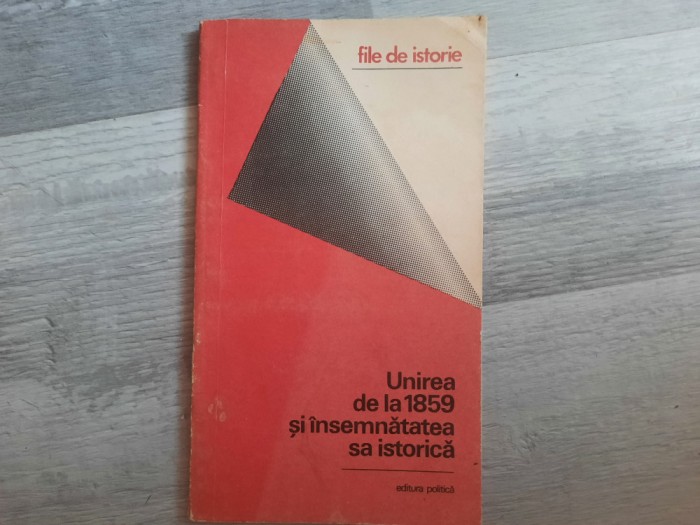 file de istorie
Unirea
de la 1859
și însemnătatea
sa istorică
editura politică